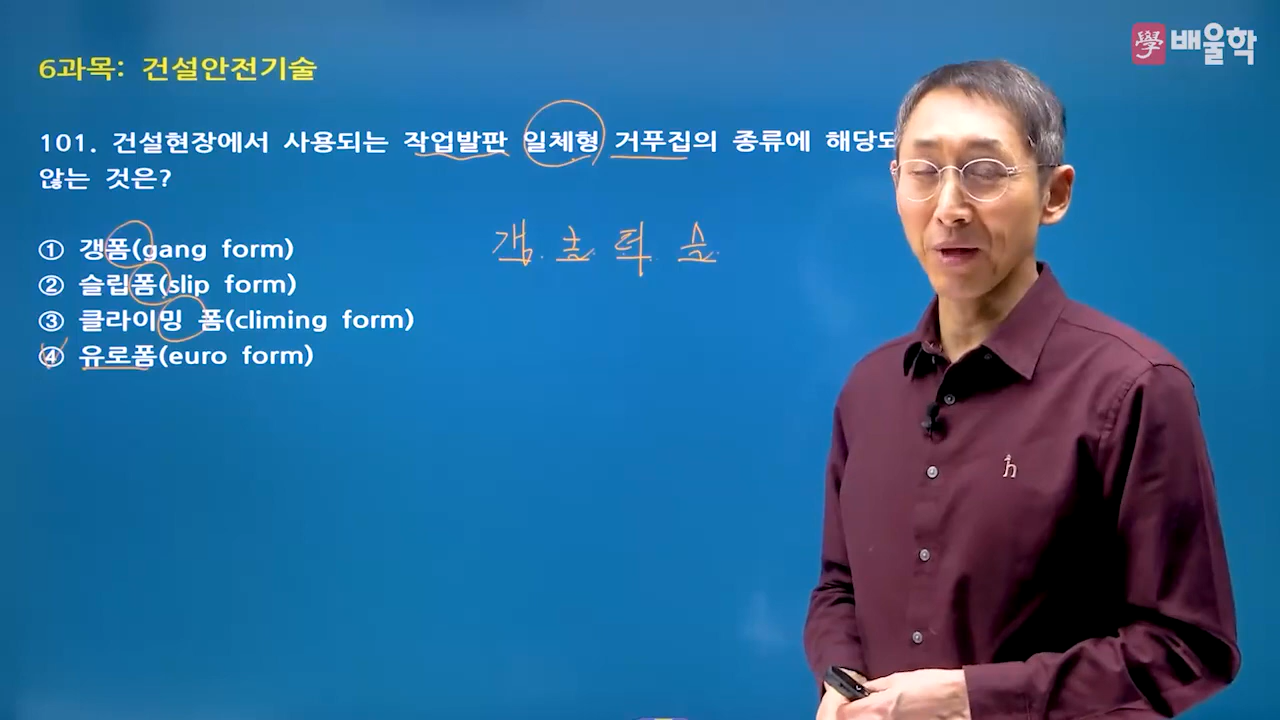 學 배울학
6과목: 건설안전기술
101. 건설현장에서 사용되는 작업발판 일체형 거푸집의 종류에 해당되
않는 것은?
① 갱폼(gang form)
② 슬립폼(slip form)
③ 클라이밍 폼(climing form)
④ 유로폼(euro form)
갱.